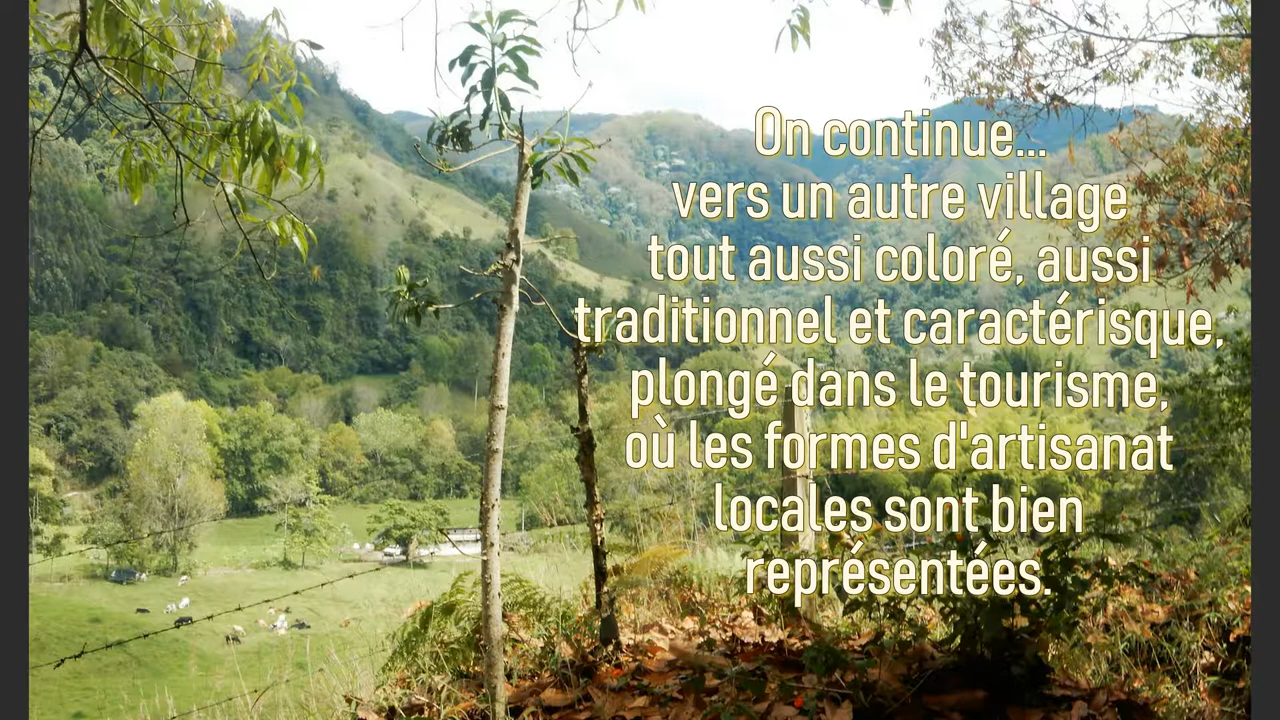 On continue...
vers un autre village
tout aussi coloré, aussi
traditionnel et caractérisque,
plongé dans le tourisme,
où les formes d'artisanat
locales sont bien
représentées.